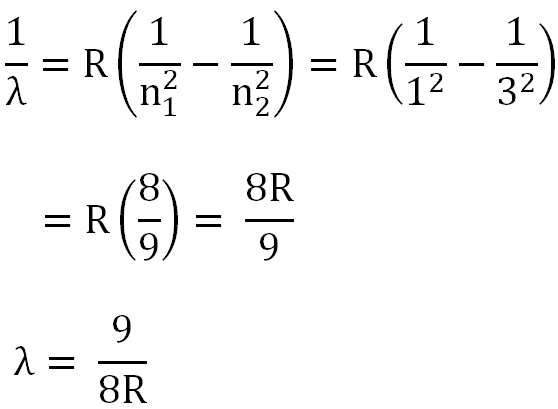 1/λ = R (1/n₁² − 1/n₂²) = R (1/1² − 1/3²)
= R (8/9) = 8R/9
λ = 9/8R